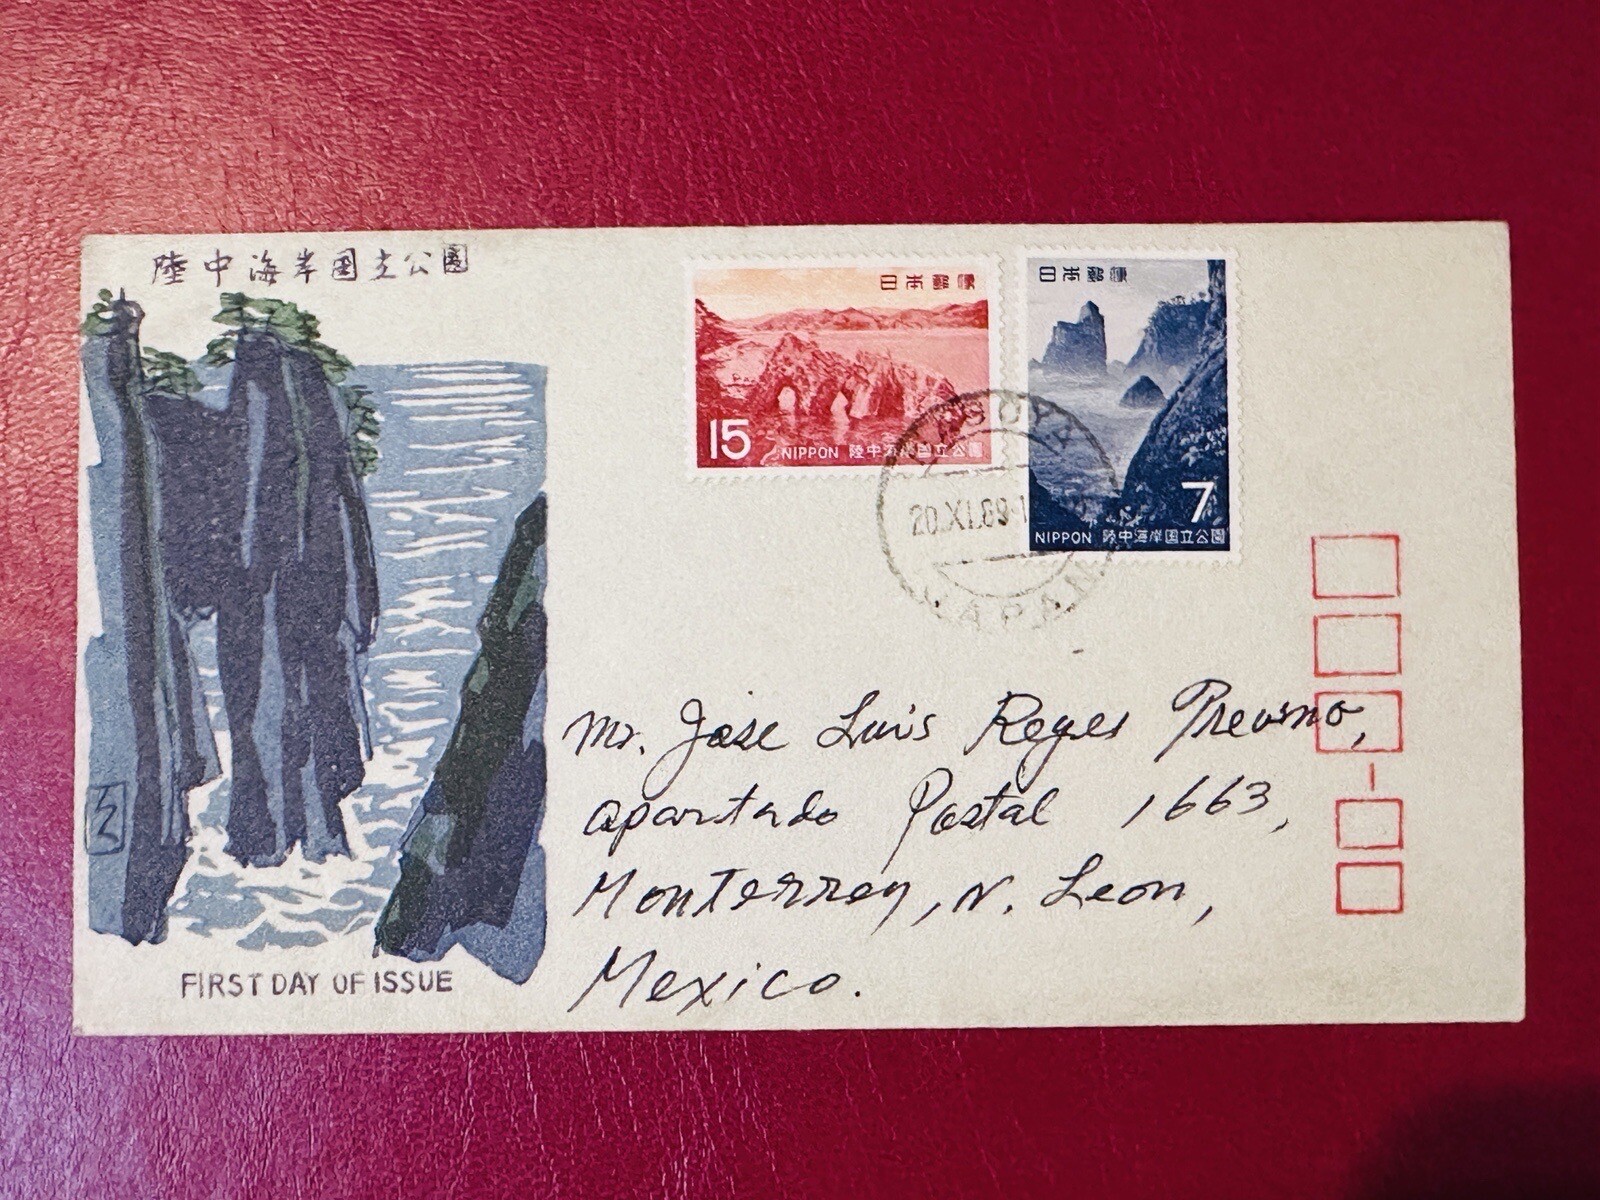 陸中海岸国立公園
日本郵便
15
NIPPON 陸中海岸国立公園
日本郵便
7
NIPPON 陸中海岸国立公園
NAGOYA
20.XI.69
JAPAN
Mr. Jose Luis Reyes
apartado Postal 1663,
Monterrey, N. Leon,
Mexico.
FIRST DAY OF ISSUE